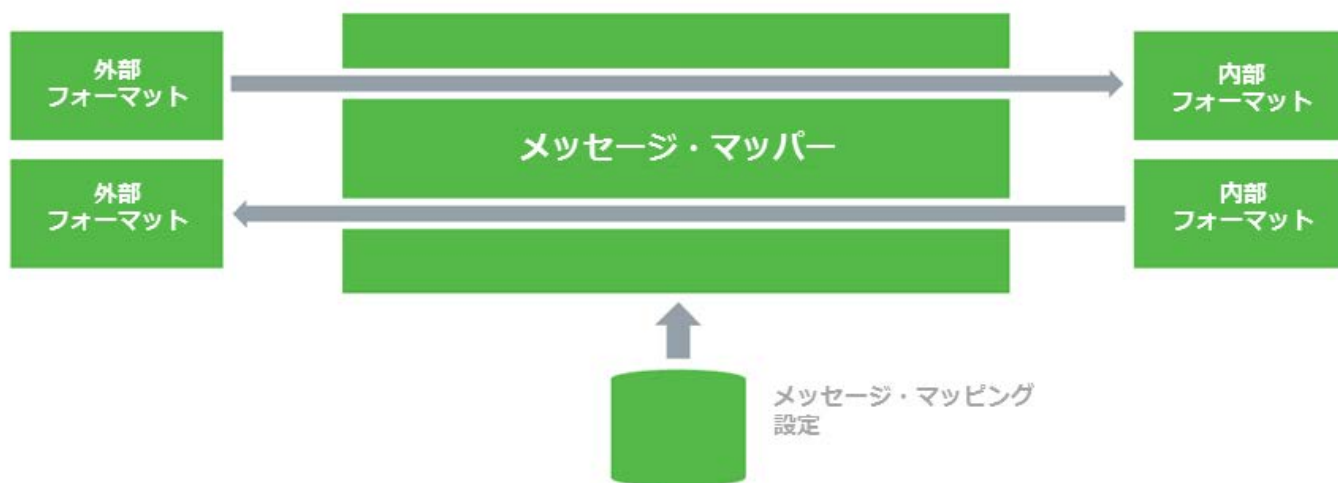 外部
フォーマット
メッセージ・マッパー
内部
フォーマット
外部
フォーマット
内部
フォーマット
メッセージ・マッピング
設定